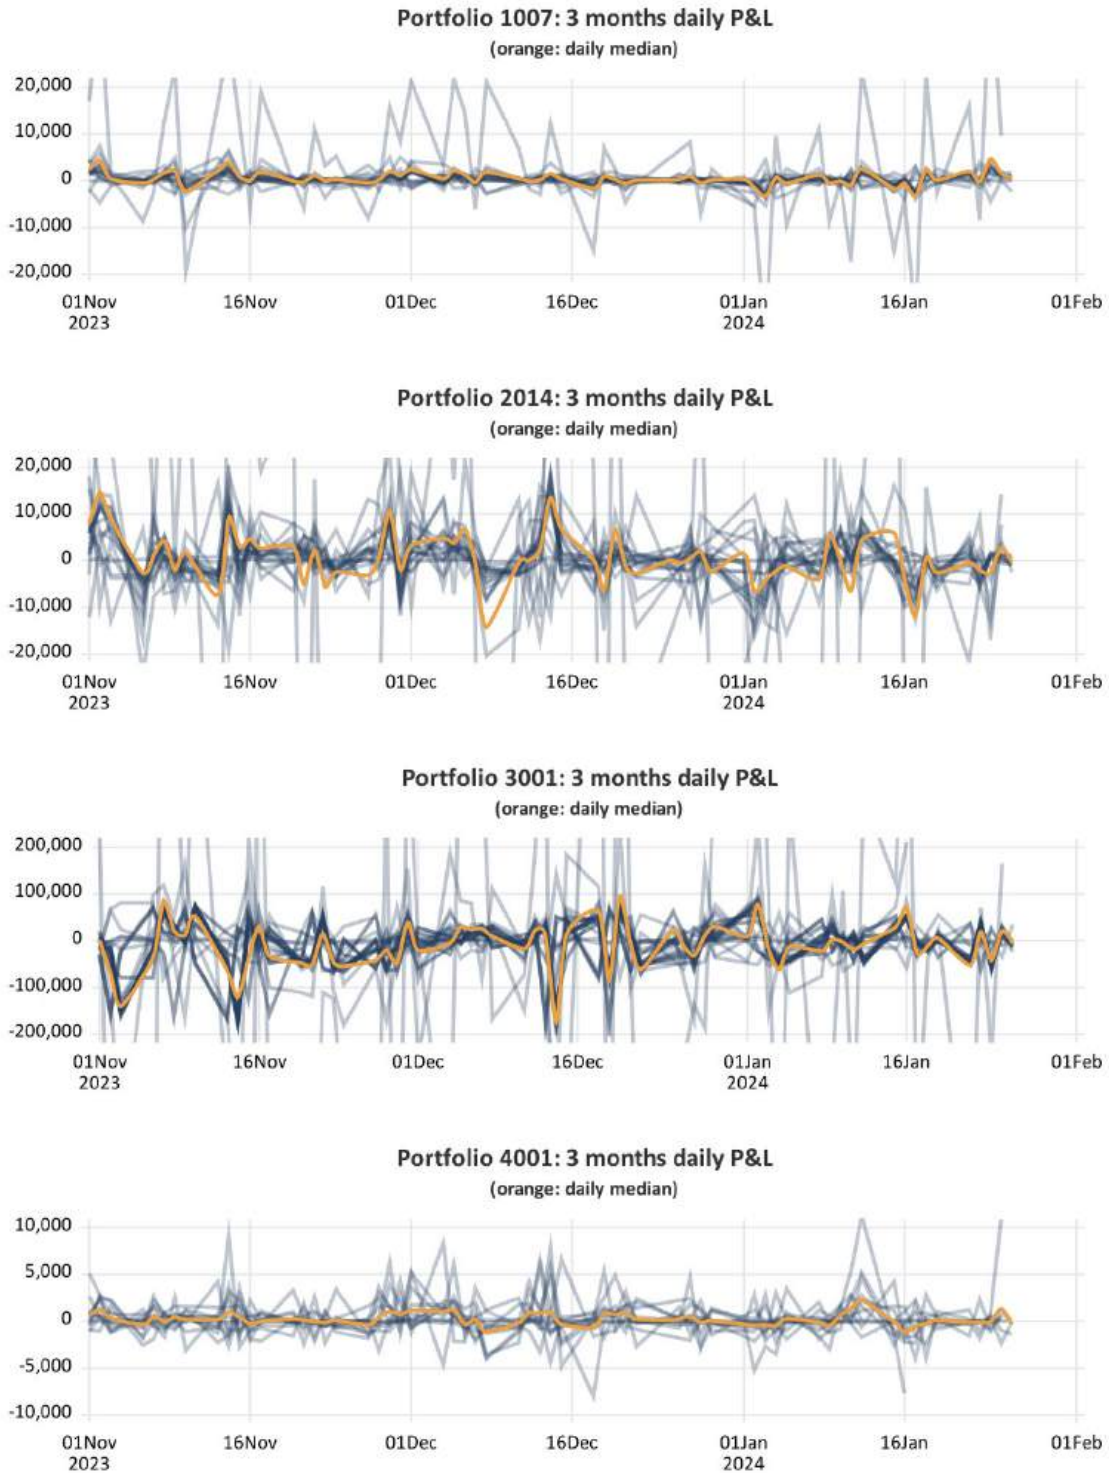 Portfolio 1007: 3 months daily P&L
(orange: daily median)
20,000
10,000
0
-10,000
-20,000
01Nov 16Nov 01Dec 16Dec 01Jan 16Jan 01Feb
2023 2024
Portfolio 2014: 3 months daily P&L
(orange: daily median)
20,000
10,000
0
-10,000
-20,000
01Nov 16Nov 01Dec 16Dec 01Jan 16Jan 01Feb
2023 2024
Portfolio 3001: 3 months daily P&L
(orange: daily median)
200,000
100,000
0
-100,000
-200,000
01Nov 16Nov 01Dec 16Dec 01Jan 16Jan 01Feb
2023 2024
Portfolio 4001: 3 months daily P&L
(orange: daily median)
10,000
5,000
0
-5,000
-10,000
01Nov 16Nov 01Dec 16Dec 01Jan 16Jan 01Feb
2023 2024